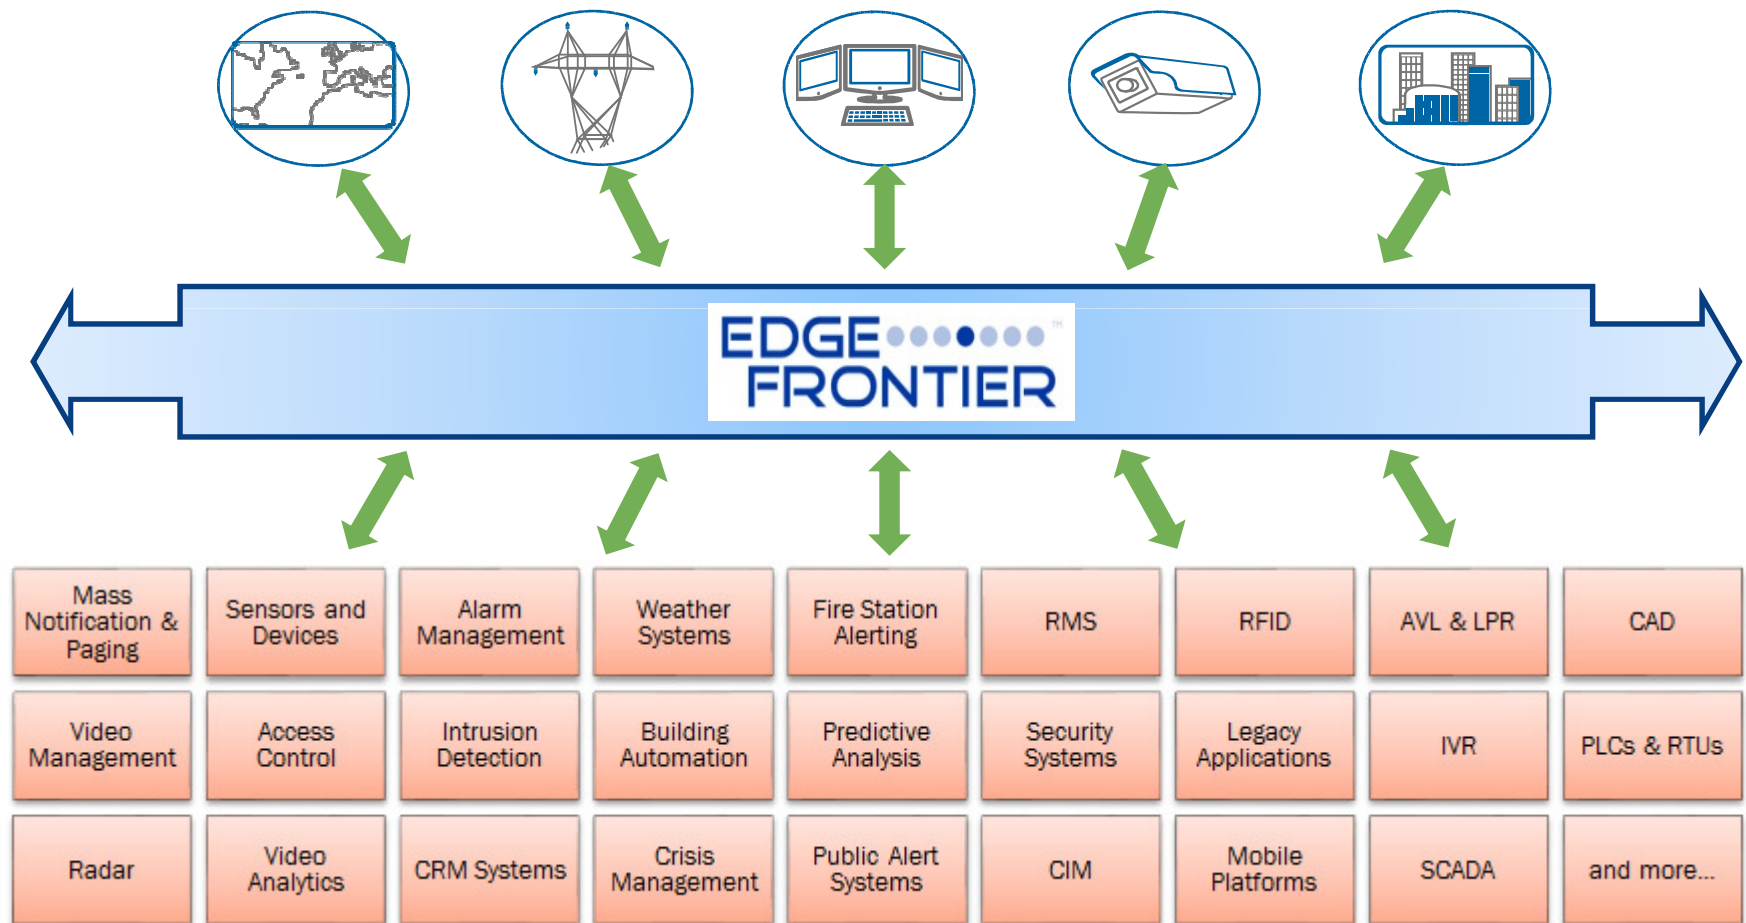 EDGE ™
FRONTIER
Mass
Notification &
Paging
Sensors and
Devices
Alarm
Management
Weather
Systems
Fire Station
Alerting
RMS
RFID
AVL & LPR
CAD
Video
Management
Access
Control
Intrusion
Detection
Building
Automation
Predictive
Analysis
Security
Systems
Legacy
Applications
IVR
PLCs & RTUs
Radar
Video
Analytics
CRM Systems
Crisis
Management
Public Alert
Systems
CIM
Mobile
Platforms
SCADA
and more...